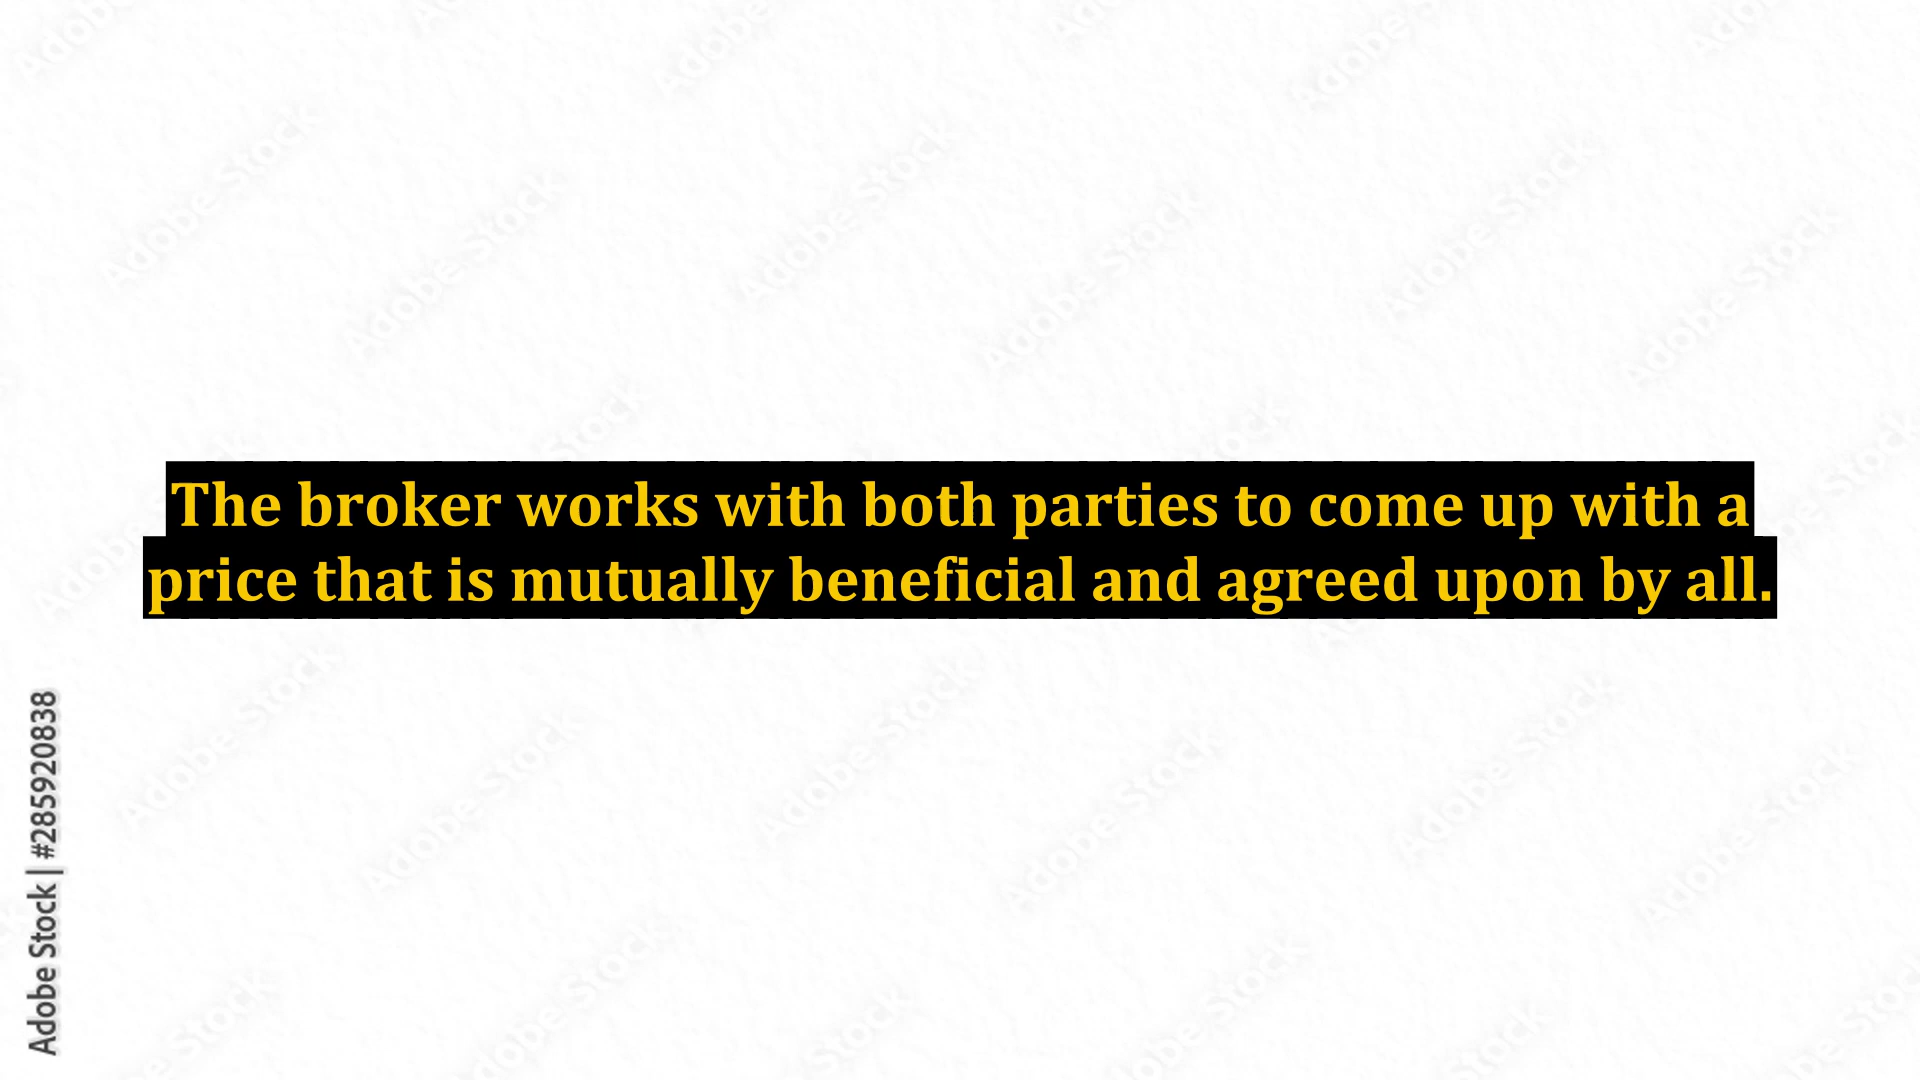 The broker works with both parties to come up with a
price that is mutually beneficial and agreed upon by all.
Adobe Stock | #285920838